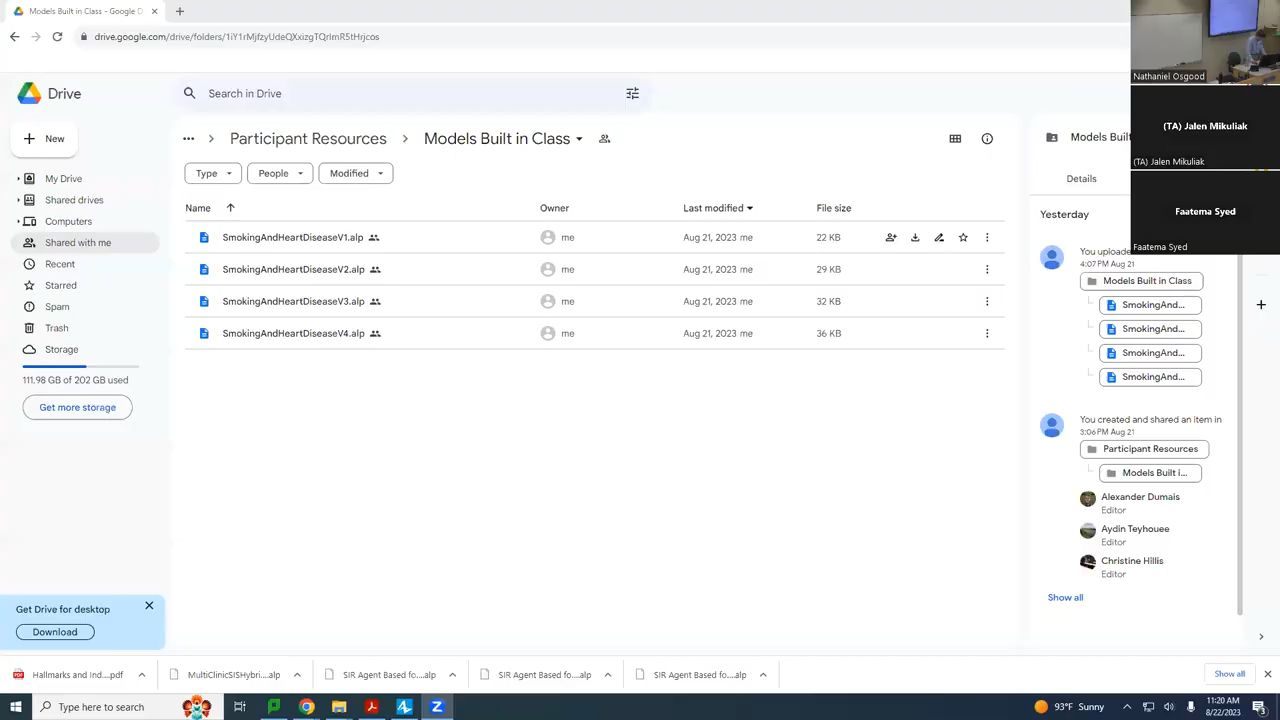 Models Built in Class - Google D
drive.google.com/drive/folders/1iY1rMjfzyUdeQXxizgTQrImR5tHrjcos
Drive
Search in Drive
New
My Drive
Shared drives
Computers
Shared with me
Recent
Starred
Spam
Trash
Storage
111.98 GB of 202 GB used
Get more storage
Get Drive for desktop
Download
Participant Resources
Models Built in Class
Type
People
Modified
Name
Owner
Last modified
File size
SmokingAndHeartDiseaseV1.alp me Aug 21, 2023 me 22 KB
SmokingAndHeartDiseaseV2.alp me Aug 21, 2023 me 29 KB
SmokingAndHeartDiseaseV3.alp me Aug 21, 2023 me 32 KB
SmokingAndHeartDiseaseV4.alp me Aug 21, 2023 me 36 KB
Models Built
Details
Yesterday
You uploade
4:07 PM Aug 21
Models Built in Class
SmokingAnd...
SmokingAnd...
SmokingAnd...
SmokingAnd...
You created and shared an item in
3:06 PM Aug 21
Participant Resources
Models Built i...
Alexander Dumais
Editor
Aydin Teyhouee
Editor
Christine Hillis
Editor
Show all
Nathaniel Osgood
(TA) Jalen Mikuliak
(TA) Jalen Mikuliak
Faatema Syed
Faatema Syed
Hallmarks and Ind....pdf
MultiClinicSISHybri....alp
SIR Agent Based fo....alp
SIR Agent Based fo....alp
SIR Agent Based fo....alp
Show all
Type here to search
93°F Sunny
11:20 AM
8/22/2023
3